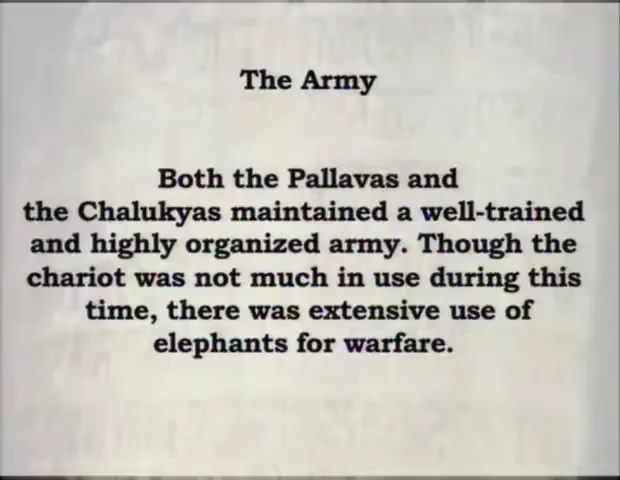 The Army
Both the Pallavas and
the Chalukyas maintained a well-trained
and highly organized army. Though the
chariot was not much in use during this
time, there was extensive use of
elephants for warfare.